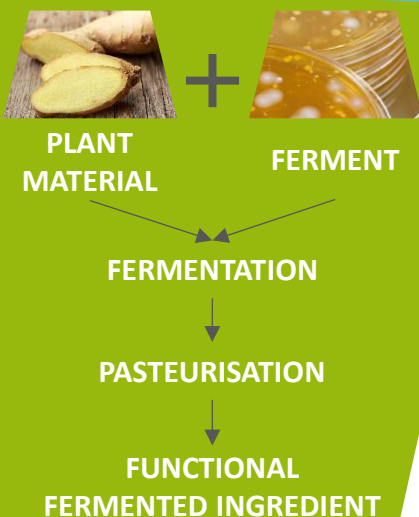 PLANT
MATERIAL
FERMENT
FERMENTATION
PASTEURISATION
FUNCTIONAL
FERMENTED INGREDIENT